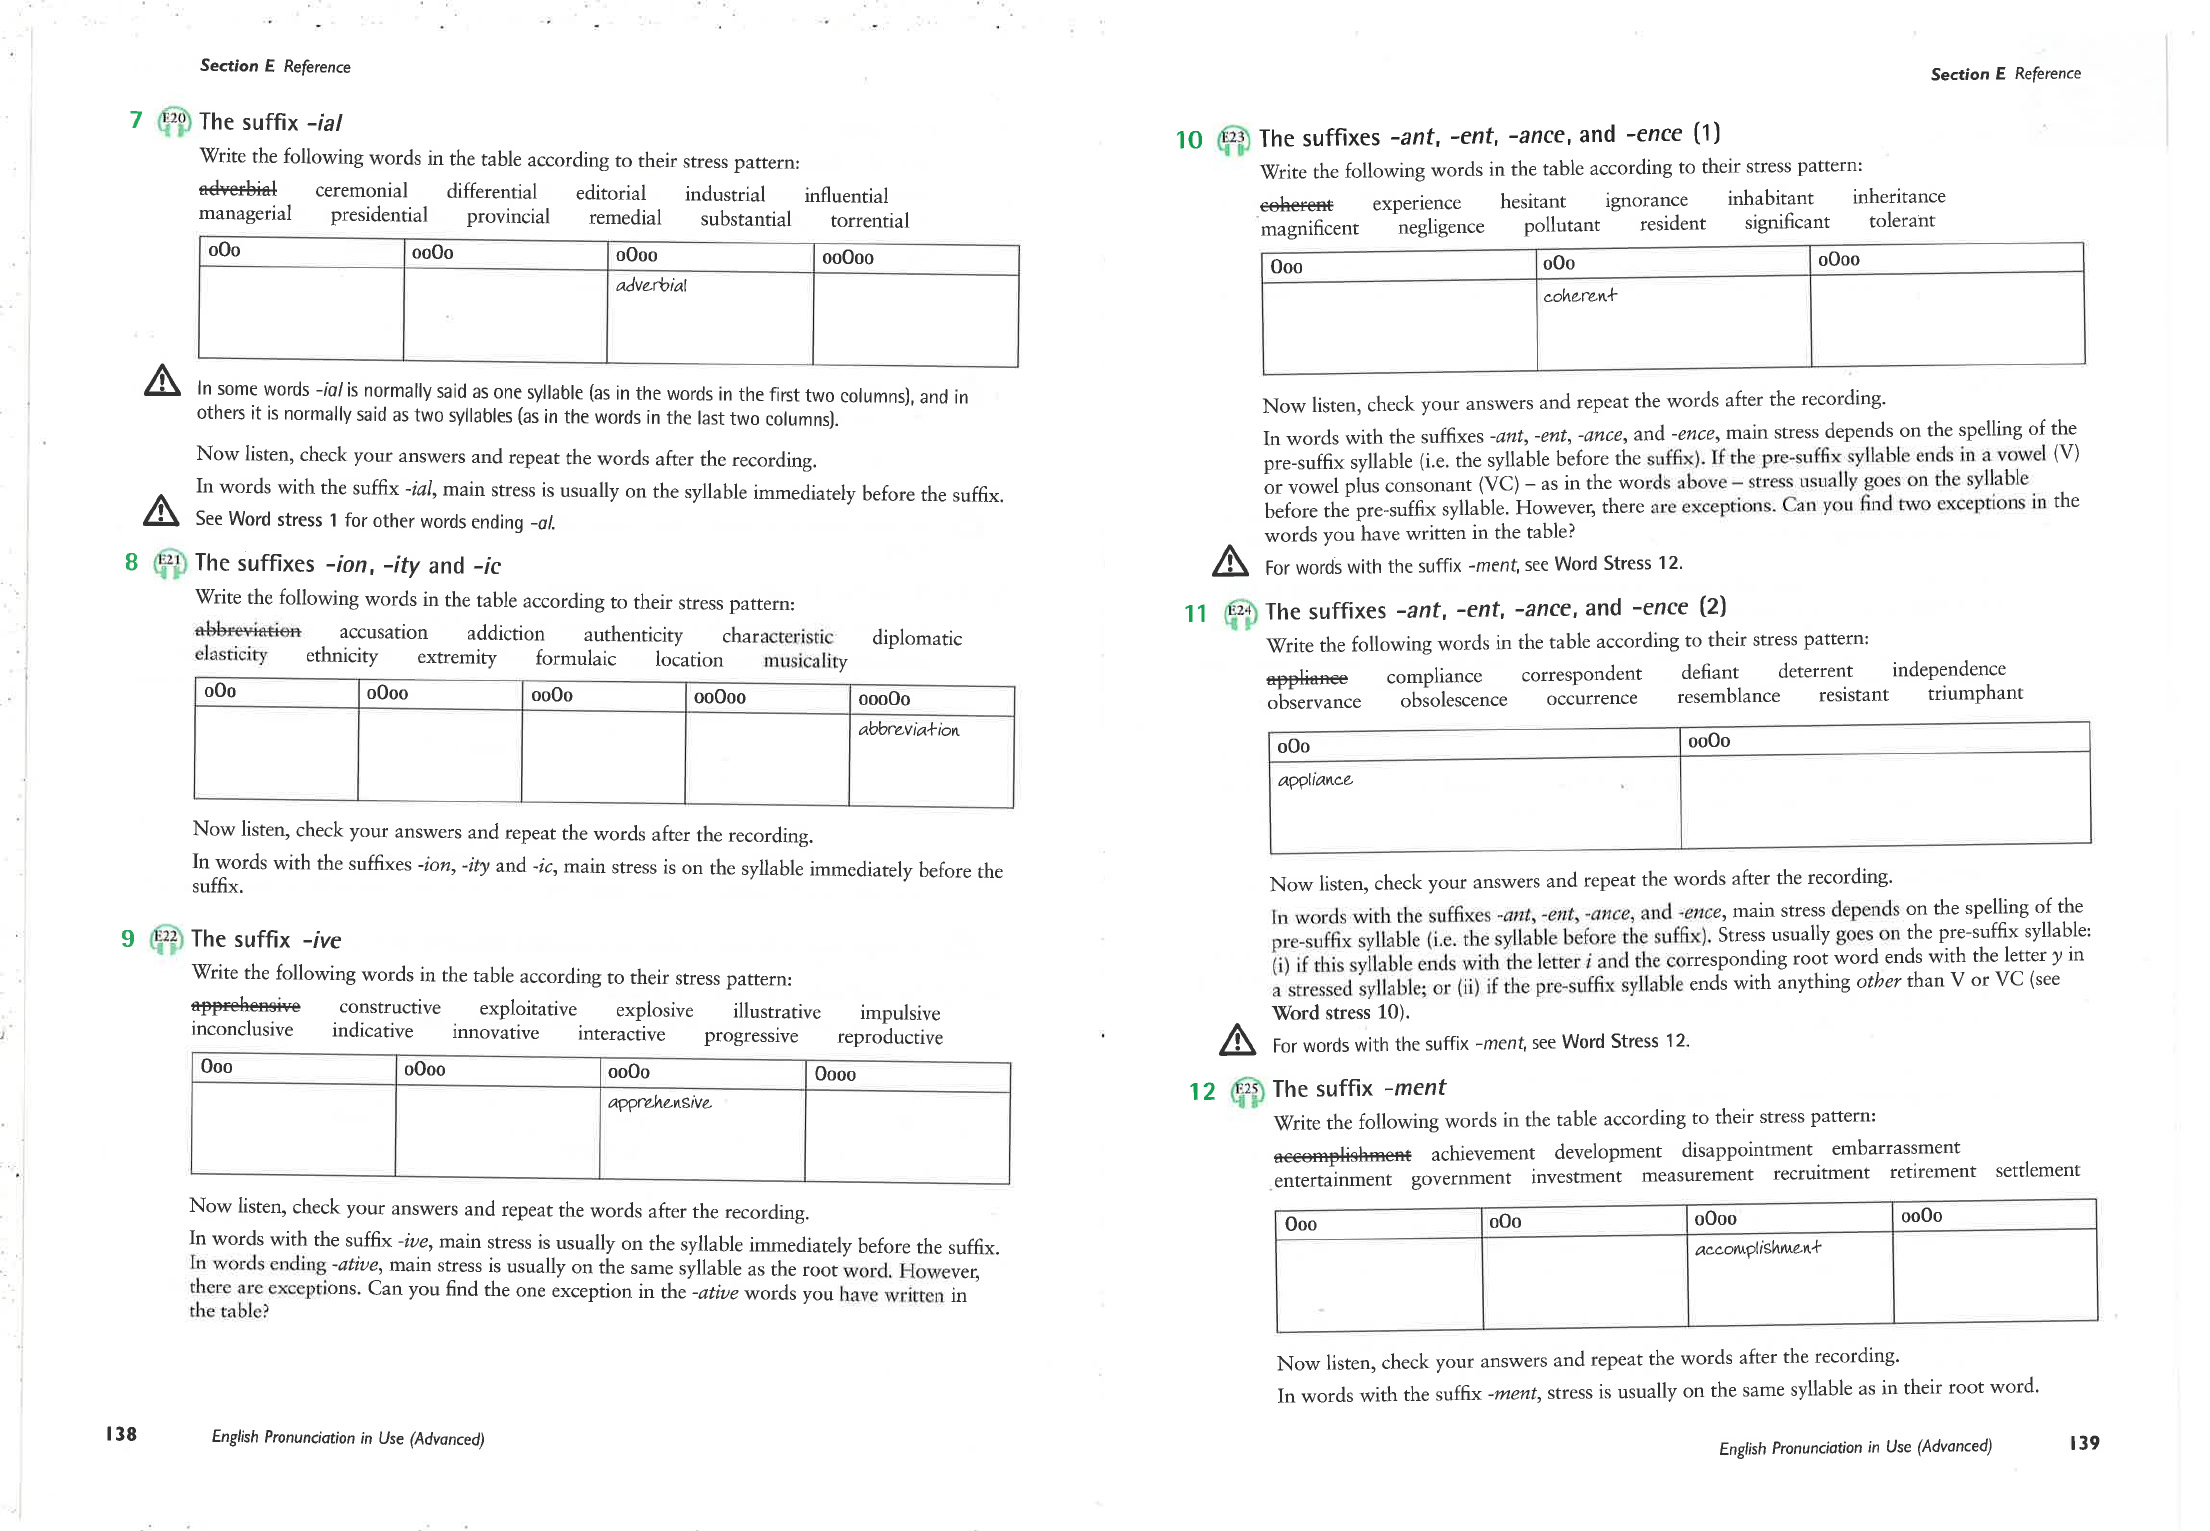 Section E Reference
7 E20 The suffix -ial
Write the following words in the table according to their stress pattern:
adverbial ceremonial differential editorial industrial influential
managerial presidential provincial remedial substantial torrential
oOo ooOo oOoo ooOoo
adverbial
In some words -ial is normally said as one syllable (as in the words in the first two columns), and in
others it is normally said as two syllables (as in the words in the last two columns).
Now listen, check your answers and repeat the words after the recording.
In words with the suffix -ial, main stress is usually on the syllable immediately before the suffix.
See Word stress 1 for other words ending -al.
8 E21 The suffixes -ion, -ity and -ic
Write the following words in the table according to their stress pattern:
abbreviation accusation addiction authenticity characteristic diplomatic
elasticity ethnicity extremity formulaic location musicality
oOo oOoo ooOo ooOoo oooOo
abbreviation
Now listen, check your answers and repeat the words after the recording.
In words with the suffixes -ion, -ity and -ic, main stress is on the syllable immediately before the
suffix.
9 E22 The suffix -ive
Write the following words in the table according to their stress pattern:
apprehensive constructive exploitative explosive illustrative impulsive
inconclusive indicative innovative interactive progressive reproductive
Ooo oOoo ooOo Oooo
apprehensive
Now listen, check your answers and repeat the words after the recording.
In words with the suffix -ive, main stress is usually on the syllable immediately before the suffix.
In words ending -ative, main stress is usually on the same syllable as the root word. However,
there are exceptions. Can you find the one exception in the -ative words you have written in
the table?
138 English Pronunciation in Use (Advanced)
Section E Reference
10 E23 The suffixes -ant, -ent, -ance, and -ence (1)
Write the following words in the table according to their stress pattern:
coherent experience hesitant ignorance inhabitant inheritance
magnificent negligence pollutant resident significant tolerant
Ooo oOo oOoo
coherent
Now listen, check your answers and repeat the words after the recording.
In words with the suffixes -ant, -ent, -ance, and -ence, main stress depends on the spelling of the
pre-suffix syllable (i.e. the syllable before the suffix). If the pre-suffix syllable ends in a vowel (V)
or vowel plus consonant (VC) – as in the words above – stress usually goes on the syllable
before the pre-suffix syllable. However, there are exceptions. Can you find two exceptions in the
words you have written in the table?
For words with the suffix -ment, see Word Stress 12.
11 E24 The suffixes -ant, -ent, -ance, and -ence (2)
Write the following words in the table according to their stress pattern:
appliance compliance correspondent defiant deterrent independence
observance obsolescence occurrence resemblance resistant triumphant
oOo ooOo
appliance
Now listen, check your answers and repeat the words after the recording.
In words with the suffixes -ant, -ent, -ance, and -ence, main stress depends on the spelling of the
pre-suffix syllable (i.e. the syllable before the suffix). Stress usually goes on the pre-suffix syllable:
(i) if this syllable ends with the letter i and the corresponding root word ends with the letter y in
a stressed syllable; or (ii) if the pre-suffix syllable ends with anything other than V or VC (see
Word stress 10).
For words with the suffix -ment, see Word Stress 12.
12 E25 The suffix -ment
Write the following words in the table according to their stress pattern:
accomplishment achievement development disappointment embarrassment
entertainment government investment measurement recruitment retirement settlement
Ooo oOo oOoo ooOo
accomplishment
Now listen, check your answers and repeat the words after the recording.
In words with the suffix -ment, stress is usually on the same syllable as in their root word.
English Pronunciation in Use (Advanced) 139